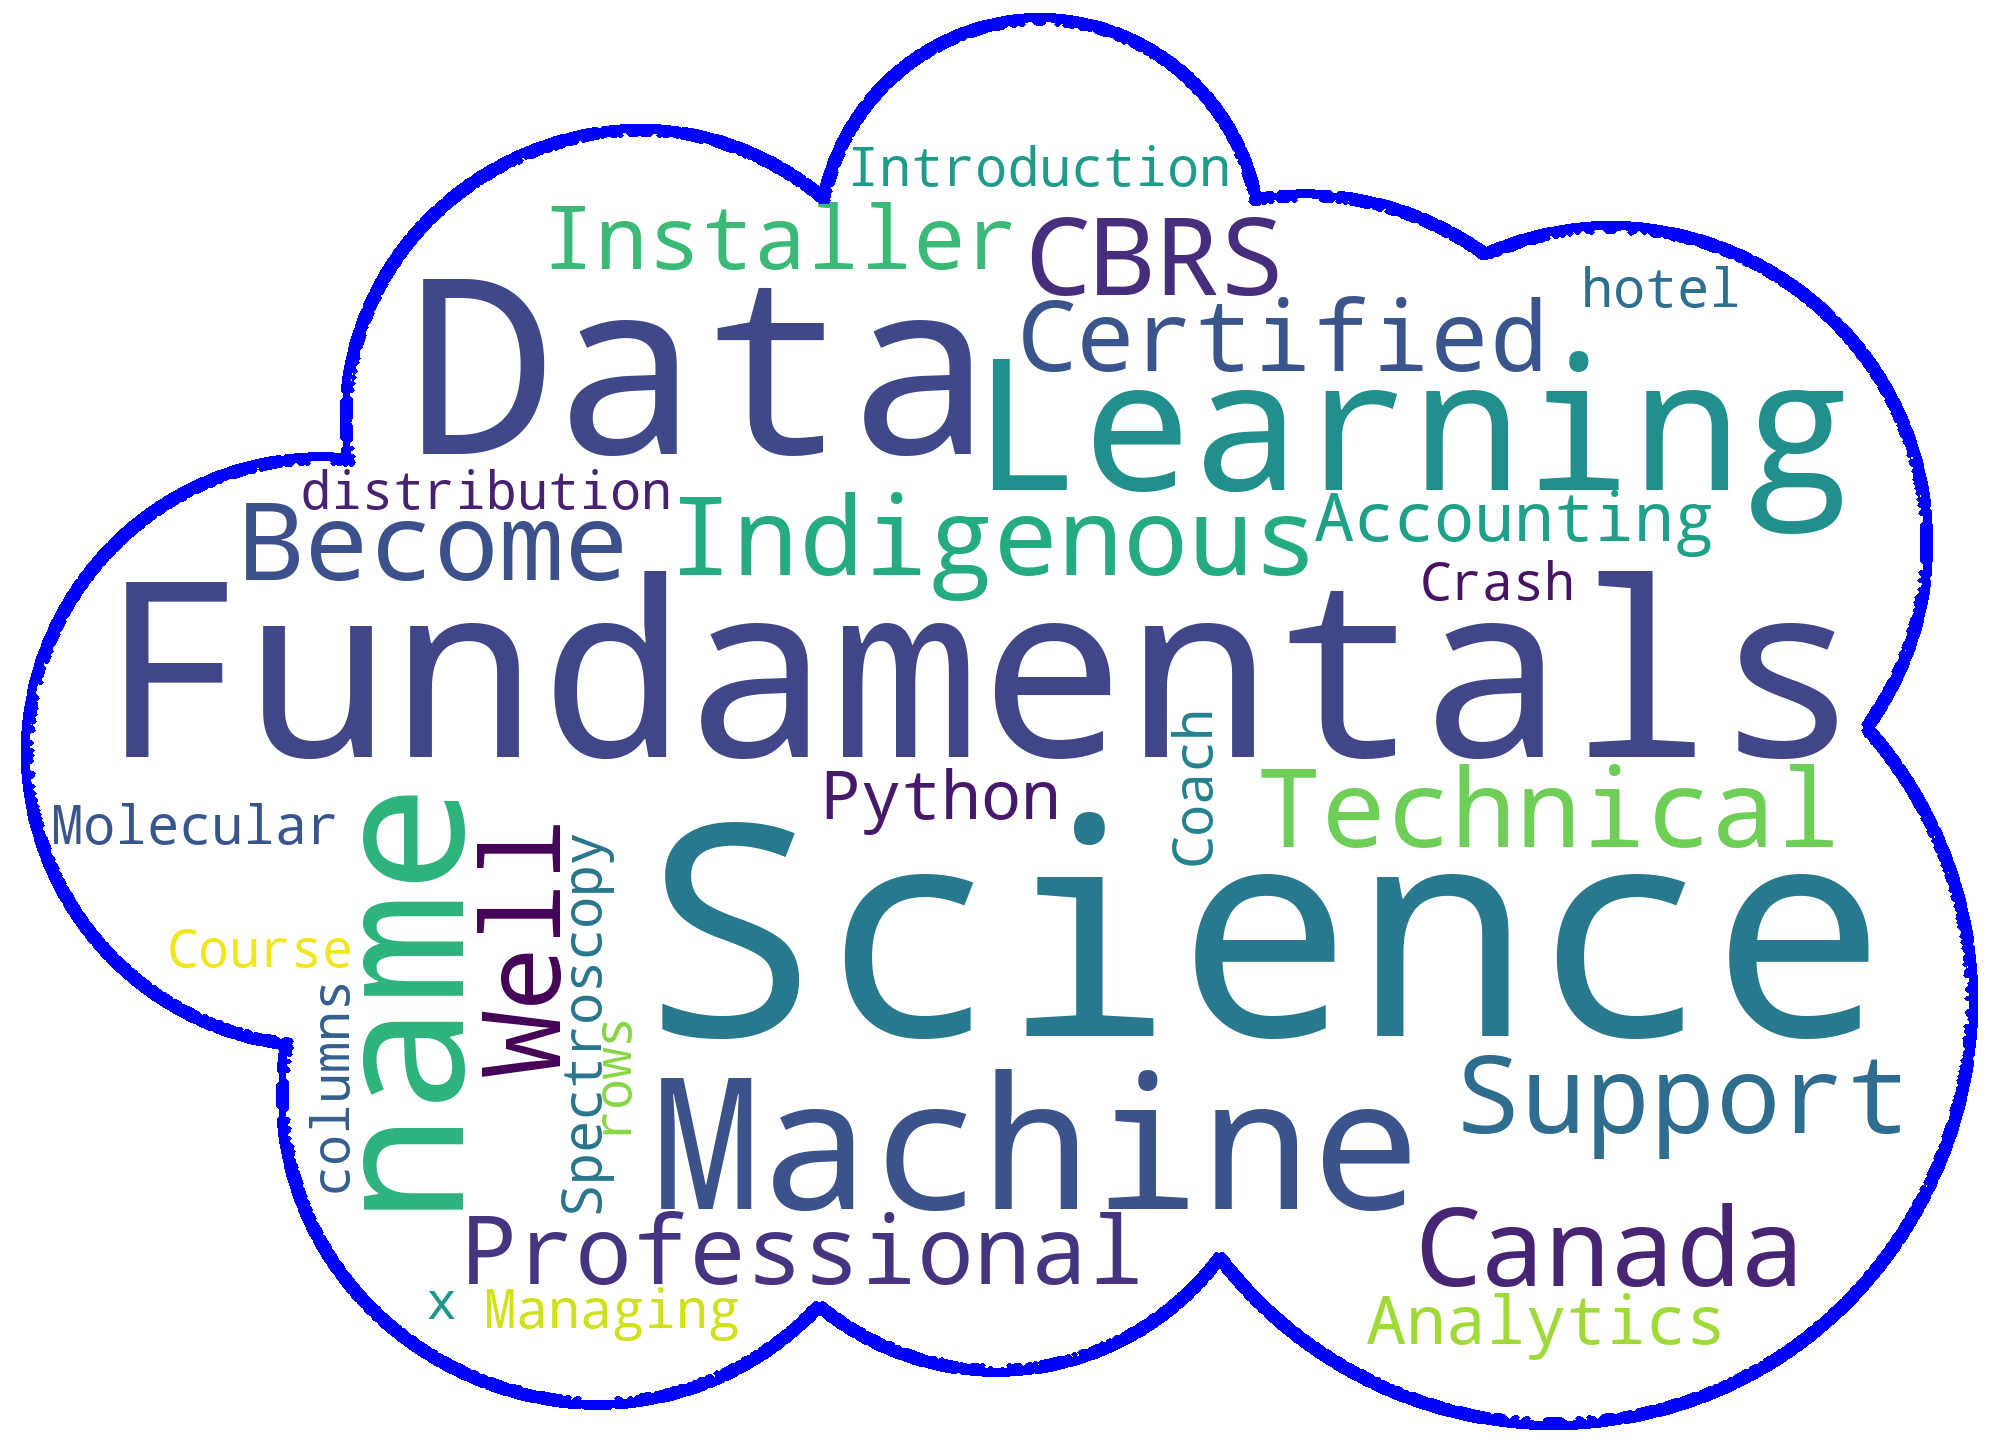 Introduction
Installer
CBRS
hotel
Data
Certified
Learning
distribution
Become
Indigenous
Accounting
Crash
Fundamentals
Coach
Python
Technical
Molecular
name
Well
Spectroscopy
Science
Course
columns
rows
Machine
Support
Professional
Canada
x
Managing
Analytics